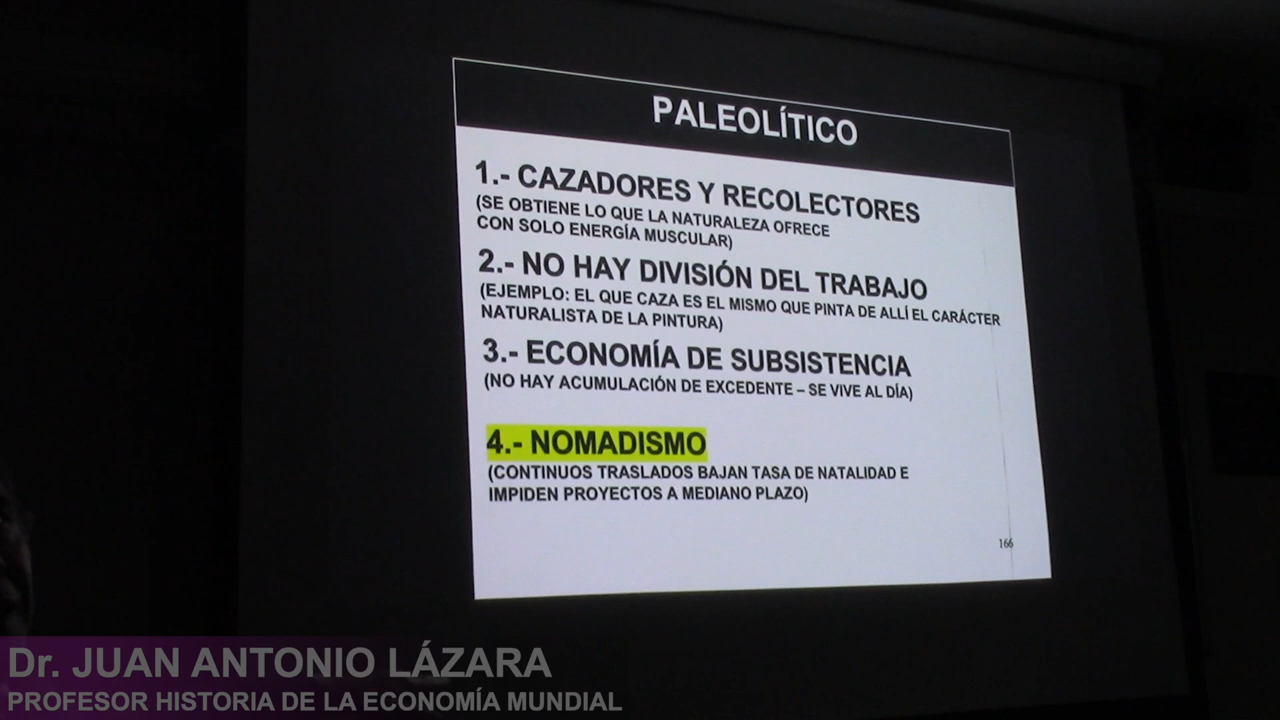 PALEOLÍTICO
1.- CAZADORES Y RECOLECTORES
(SE OBTIENE LO QUE LA NATURALEZA OFRECE
CON SOLO ENERGÍA MUSCULAR)
2.- NO HAY DIVISIÓN DEL TRABAJO
(EJEMPLO: EL QUE CAZA ES EL MISMO QUE PINTA DE ALLÍ EL CARÁCTER
NATURALISTA DE LA PINTURA)
3.- ECONOMÍA DE SUBSISTENCIA
(NO HAY ACUMULACIÓN DE EXCEDENTE – SE VIVE AL DÍA)
4.- NOMADISMO
(CONTINUOS TRASLADOS BAJAN TASA DE NATALIDAD E
IMPIDEN PROYECTOS A MEDIANO PLAZO)
166
Dr. JUAN ANTONIO LÁZARA
PROFESOR HISTORIA DE LA ECONOMÍA MUNDIAL